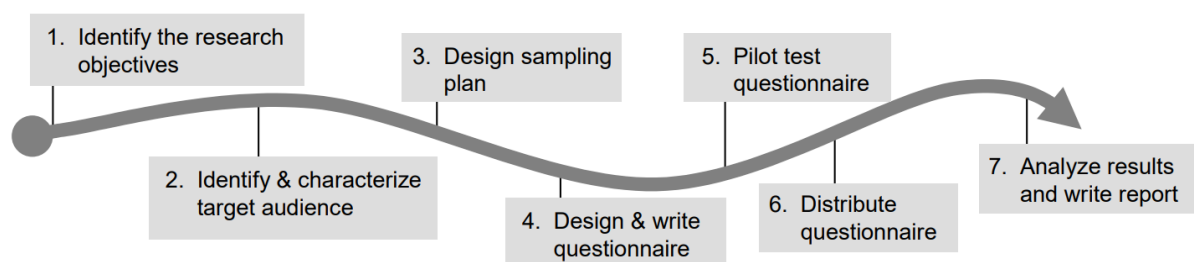 1. Identify the research
objectives
2. Identify & characterize
target audience
3. Design sampling
plan
4. Design & write
questionnaire
5. Pilot test
questionnaire
6. Distribute
questionnaire
7. Analyze results
and write report